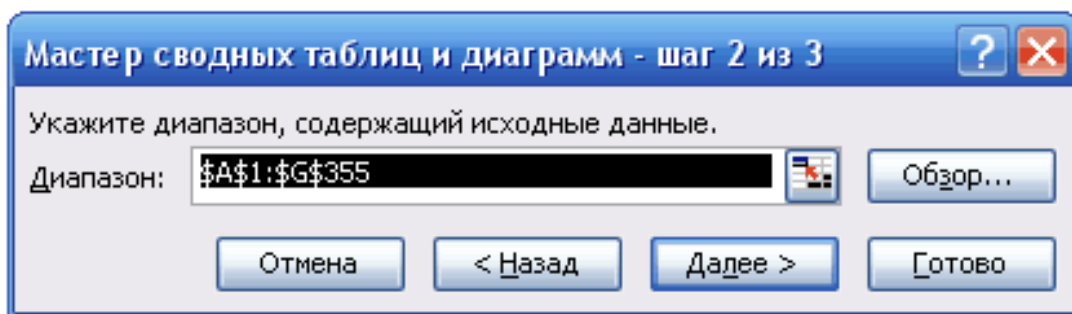 Мастер сводных таблиц и диаграмм - шаг 2 из 3
Укажите диапазон, содержащий исходные данные.
Диапазон: $A$1:$G$355 Обзор...
Отмена < Назад Далее > Готово